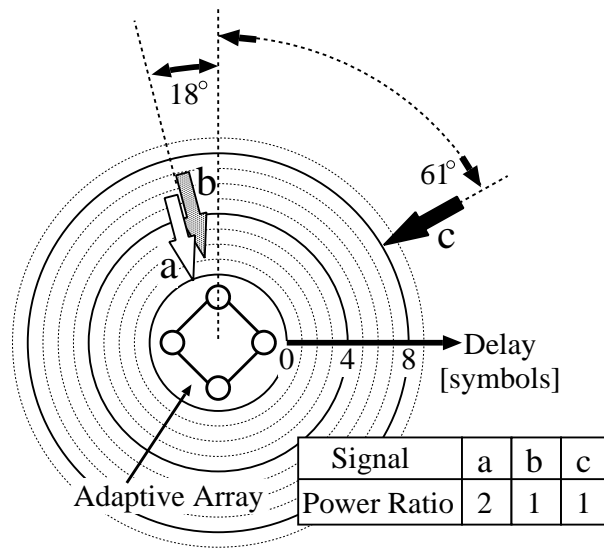 18°
61°
b
a
c
0 4 8
Delay
[symbols]
Adaptive Array
Signal a b c
Power Ratio 2 1 1